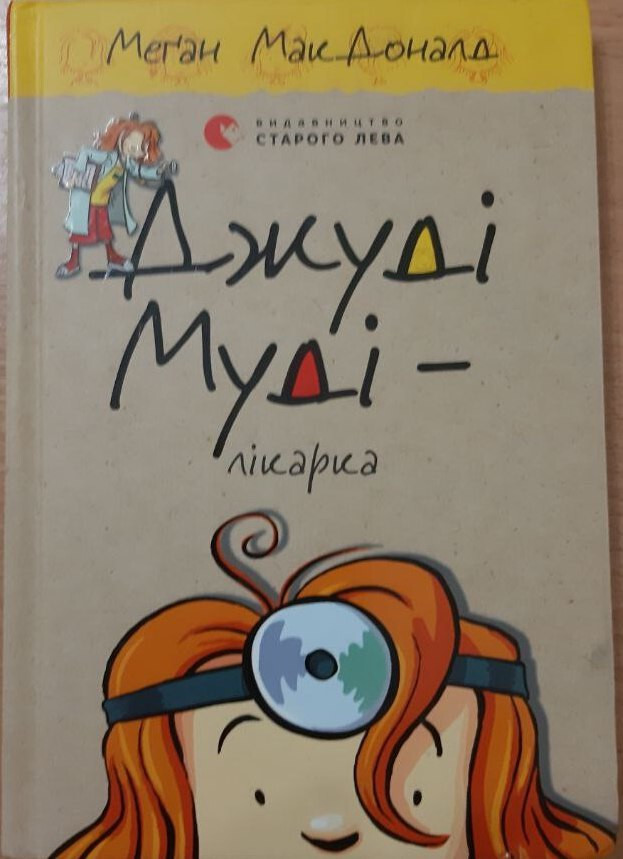 Меґан МакДоналд
видавництво
СТАРОГО ЛЕВА
Джуді
Муді –
лікарка